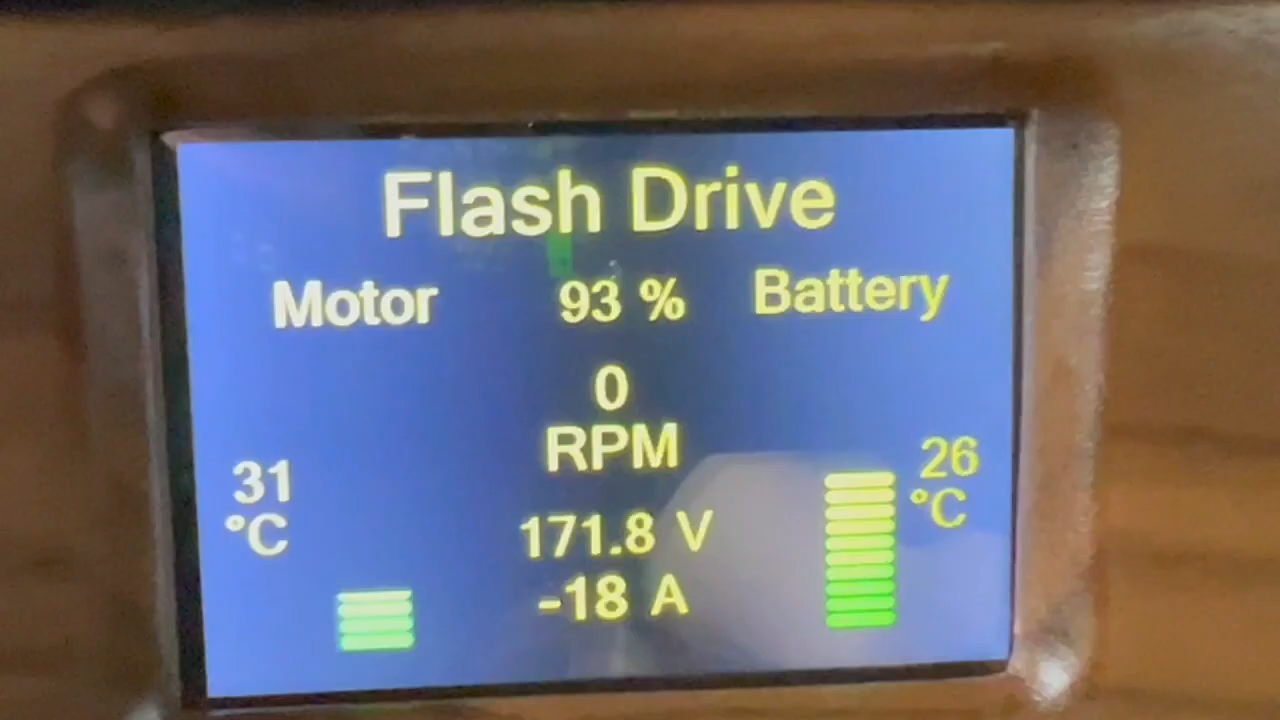 Flash Drive
Motor 93 % Battery
0
RPM
31 °C
26 °C
171.8 V
-18 A